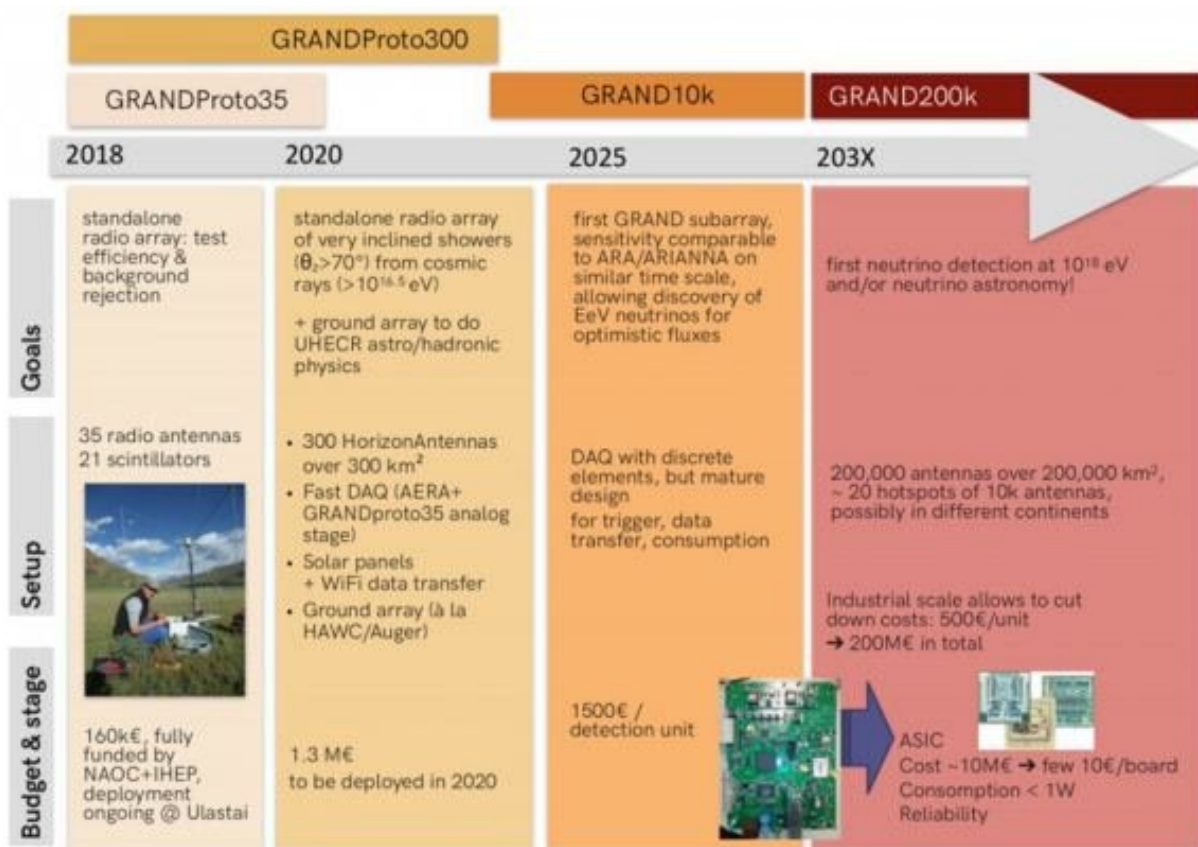 GRANDProto300
GRANDProto35
GRAND10k
GRAND200k
2018
2020
2025
203X
Goals
standalone
radio array: test
efficiency &
background
rejection
standalone radio array
of very inclined showers
(θ₂>70°) from cosmic
rays (>10¹⁶·⁵ eV)
+ ground array to do
UHECR astro/hadronic
physics
first GRAND subarray,
sensitivity comparable
to ARA/ARIANNA on
similar time scale,
allowing discovery of
EeV neutrinos for
optimistic fluxes
first neutrino detection at 10¹⁸ eV
and/or neutrino astronomy!
Setup
35 radio antennas
21 scintillators
• 300 HorizonAntennas
over 300 km²
• Fast DAQ (AERA+
GRANDproto35 analog
stage)
• Solar panels
+ WiFi data transfer
• Ground array (à la
HAWC/Auger)
DAQ with discrete
elements, but mature
design
for trigger, data
transfer, consumption
200,000 antennas over 200,000 km²,
~ 20 hotspots of 10k antennas,
possibly in different continents
Industrial scale allows to cut
down costs: 500€/unit
➔ 200M€ in total
Budget & stage
160k€, fully
funded by
NAOC+IHEP,
deployment
ongoing @ Ulastai
1.3 M€
to be deployed in 2020
1500€ /
detection unit
ASIC
Cost ~10M€ ➔ few 10€/board
Consomption < 1W
Reliability